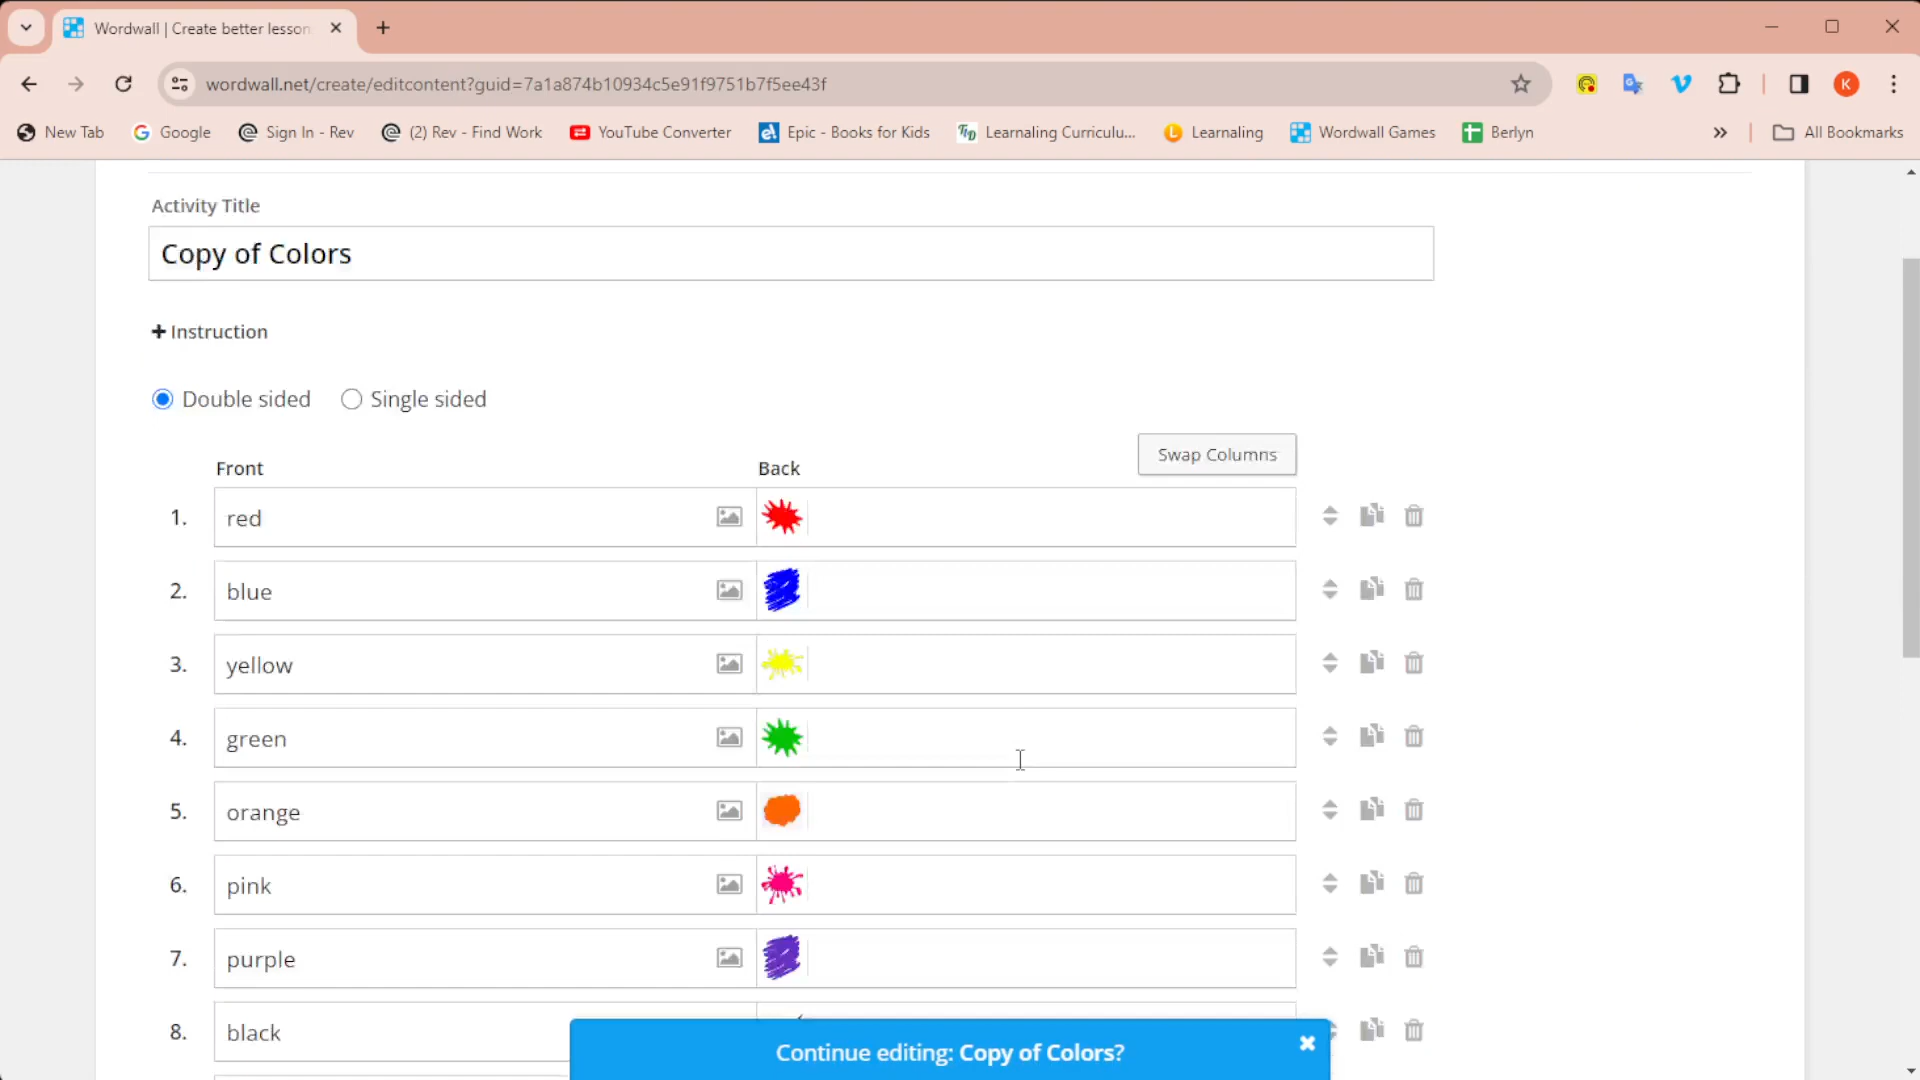 Wordwall | Create better lesson
wordwall.net/create/editcontent?guid=7a1a874b10934c5e91f9751b7f5ee43f
K
New Tab
Google
Sign In - Rev
(2) Rev - Find Work
YouTube Converter
Epic - Books for Kids
Learnaling Curriculu...
Learnaling
Wordwall Games
Berlyn
All Bookmarks
Activity Title
Copy of Colors
Instruction
Double sided
Single sided
Front
Back
Swap Columns
1. red
2. blue
3. yellow
4. green
5. orange
6. pink
7. purple
8. black
Continue editing: Copy of Colors?